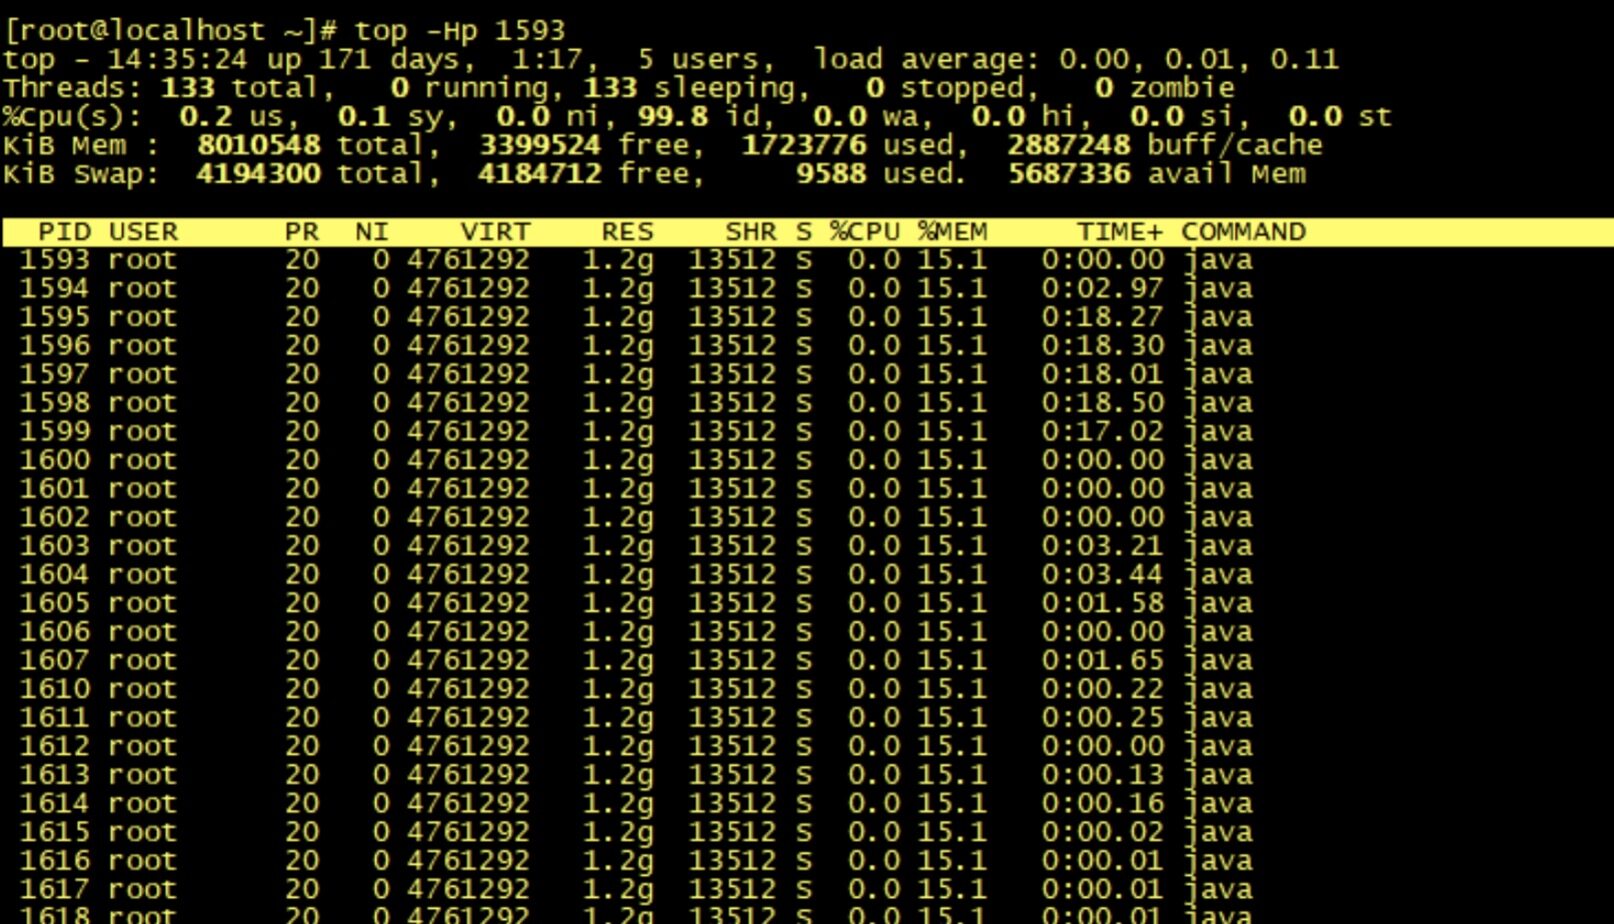 [root@localhost ~]# top -Hp 1593
top - 14:35:24 up 171 days,  1:17,  5 users,  load average: 0.00, 0.01, 0.11
Threads: 133 total,   0 running, 133 sleeping,   0 stopped,   0 zombie
%Cpu(s):  0.2 us,  0.1 sy,  0.0 ni, 99.8 id,  0.0 wa,  0.0 hi,  0.0 si,  0.0 st
KiB Mem :  8010548 total,  3399524 free,  1723776 used,  2887248 buff/cache
KiB Swap:  4194300 total,  4184712 free,     9588 used.  5687336 avail Mem
PID USER      PR  NI    VIRT    RES    SHR S %CPU %MEM     TIME+ COMMAND
1593 root      20   0 4761292   1.2g  13512 S  0.0 15.1   0:00.00 java
1594 root      20   0 4761292   1.2g  13512 S  0.0 15.1   0:02.97 java
1595 root      20   0 4761292   1.2g  13512 S  0.0 15.1   0:18.27 java
1596 root      20   0 4761292   1.2g  13512 S  0.0 15.1   0:18.30 java
1597 root      20   0 4761292   1.2g  13512 S  0.0 15.1   0:18.01 java
1598 root      20   0 4761292   1.2g  13512 S  0.0 15.1   0:18.50 java
1599 root      20   0 4761292   1.2g  13512 S  0.0 15.1   0:17.02 java
1600 root      20   0 4761292   1.2g  13512 S  0.0 15.1   0:00.00 java
1601 root      20   0 4761292   1.2g  13512 S  0.0 15.1   0:00.00 java
1602 root      20   0 4761292   1.2g  13512 S  0.0 15.1   0:00.00 java
1603 root      20   0 4761292   1.2g  13512 S  0.0 15.1   0:03.21 java
1604 root      20   0 4761292   1.2g  13512 S  0.0 15.1   0:03.44 java
1605 root      20   0 4761292   1.2g  13512 S  0.0 15.1   0:01.58 java
1606 root      20   0 4761292   1.2g  13512 S  0.0 15.1   0:00.00 java
1607 root      20   0 4761292   1.2g  13512 S  0.0 15.1   0:01.65 java
1610 root      20   0 4761292   1.2g  13512 S  0.0 15.1   0:00.22 java
1611 root      20   0 4761292   1.2g  13512 S  0.0 15.1   0:00.25 java
1612 root      20   0 4761292   1.2g  13512 S  0.0 15.1   0:00.00 java
1613 root      20   0 4761292   1.2g  13512 S  0.0 15.1   0:00.13 java
1614 root      20   0 4761292   1.2g  13512 S  0.0 15.1   0:00.16 java
1615 root      20   0 4761292   1.2g  13512 S  0.0 15.1   0:00.02 java
1616 root      20   0 4761292   1.2g  13512 S  0.0 15.1   0:00.01 java
1617 root      20   0 4761292   1.2g  13512 S  0.0 15.1   0:00.01 java
1618 root      20   0 4761292   1.2g  13512 S  0.0 15.1   0:00.01 java